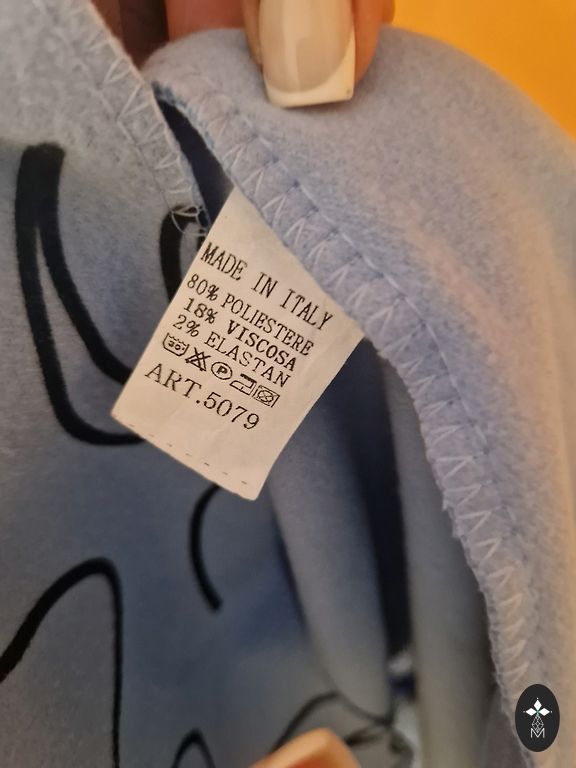 MADE IN ITALY
80% POLIESTERE
18% VISCOSA
2% ELASTAN
P
ART.5079
M